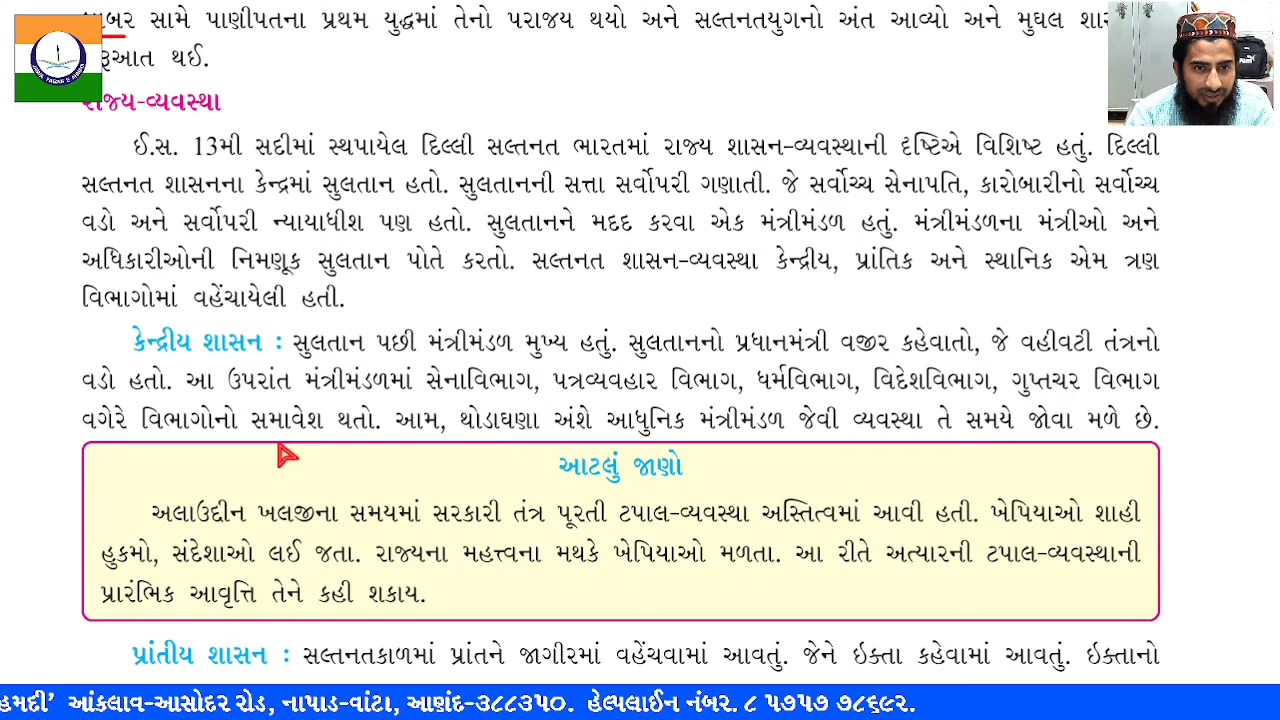 સામે પાણીપતના પ્રથમ યુદ્ધમાં તેનો પરાજય થયો અને સલ્તનતયુગનો અંત આવ્યો અને મુઘલ
થઈ.
રાજ્ય-વ્યવસ્થા
ઈ.સ. 13મી સદીમાં સ્થપાયેલ દિલ્લી સલ્તનત ભારતમાં રાજ્ય શાસન-વ્યવસ્થાની દૃષ્ટિએ વિશિષ્ટ હતું. દિલ્લી
સલ્તનત શાસનના કેન્દ્રમાં સુલતાન હતો. સુલતાનની સત્તા સર્વોપરી ગણાતી. જે સર્વોચ્ચ સેનાપતિ, કારોબારીનો સર્વોચ્ચ
વડો અને સર્વોપરી ન્યાયાધીશ પણ હતો. સુલતાનને મદદ કરવા એક મંત્રીમંડળ હતું. મંત્રીમંડળના મંત્રીઓ અને
અધિકારીઓની નિમણૂક સુલતાન પોતે કરતો. સલ્તનત શાસન-વ્યવસ્થા કેન્દ્રીય, પ્રાંતિક અને સ્થાનિક એમ ત્રણ
વિભાગોમાં વહેંચાયેલી હતી.
કેન્દ્રીય શાસન : સુલતાન પછી મંત્રીમંડળ મુખ્ય હતું. સુલતાનનો પ્રધાનમંત્રી વજીર કહેવાતો, જે વહીવટી તંત્રનો
વડો હતો. આ ઉપરાંત મંત્રીમંડળમાં સેનાવિભાગ, પત્રવ્યવહાર વિભાગ, ધર્મવિભાગ, વિદેશવિભાગ, ગુપ્તચર વિભાગ
વગેરે વિભાગોનો સમાવેશ થતો. આમ, થોડાઘણા અંશે આધુનિક મંત્રીમંડળ જેવી વ્યવસ્થા તે સમયે જોવા મળે છે.
આટલું જાણો
અલાઉદ્દીન ખલજીના સમયમાં સરકારી તંત્ર પૂરતી ટપાલ-વ્યવસ્થા અસ્તિત્વમાં આવી હતી. ખેપિયાઓ શાહી
હુકમો, સંદેશાઓ લઈ જતા. રાજ્યના મહત્ત્વના મથકે ખેપિયાઓ મળતા. આ રીતે અત્યારની ટપાલ-વ્યવસ્થાની
પ્રારંભિક આવૃત્તિ તેને કહી શકાય.
પ્રાંતીય શાસન : સલ્તનતકાળમાં પ્રાંતને જાગીરમાં વહેંચવામાં આવતું. જેને ઇક્તા કહેવામાં આવતું. ઇક્તાનો
હમદી’ આંકલાવ-આસોદર રોડ, નાપાડ-વાંટા, આણંદ-૩૮૮૩૫૦. હેલ્પલાઈન નંબર. ૮ ૫૭૫૭ ૭૮૬૯૨.